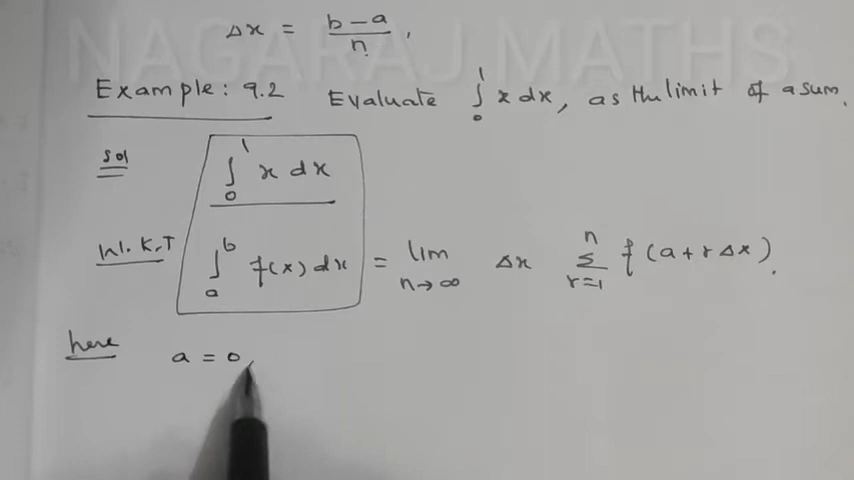 NAGARAJ MATHS
Δx = b-a/n,
Example: 9.2 Evaluate ∫₀¹ x dx, as the limit of a sum.
Sol ∫₀¹ x dx
W.K.T ∫ₐᵇ f(x) dx = lim n→∞ Δx Σ r=1 n f(a+rΔx).
here a = 0,